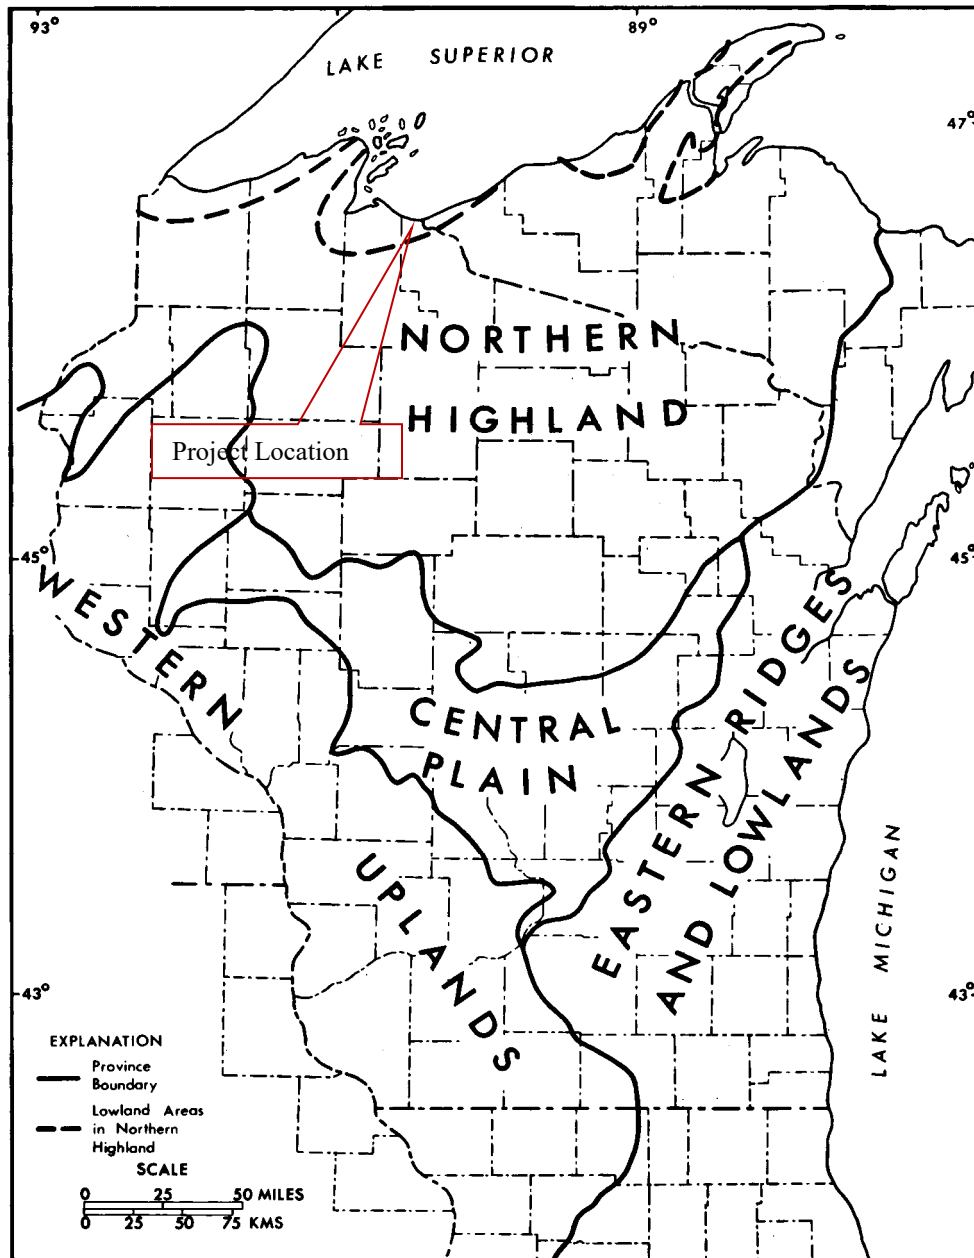 93°
89°
LAKE SUPERIOR
47°
NORTHERN
HIGHLAND
Project Location
45°
45°
WESTERN
UPLANDS
CENTRAL
PLAIN
EASTERN RIDGES
AND LOWLANDS
LAKE MICHIGAN
43°
43°
EXPLANATION
Province
Boundary
Lowland Areas
in Northern
Highland
SCALE
0 25 50 MILES
0 25 50 75 KMS